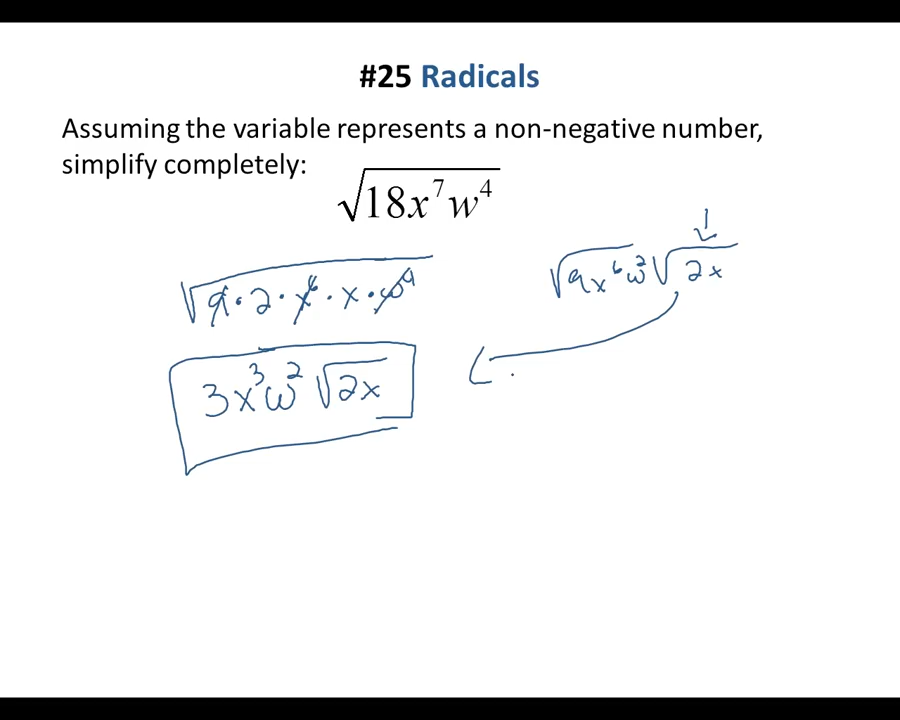 #25 Radicals
Assuming the variable represents a non-negative number,
simplify completely:
√18x⁷w⁴
√9·2·x⁶·x·w⁴
√9x⁶w² √2x
3x³w² √2x